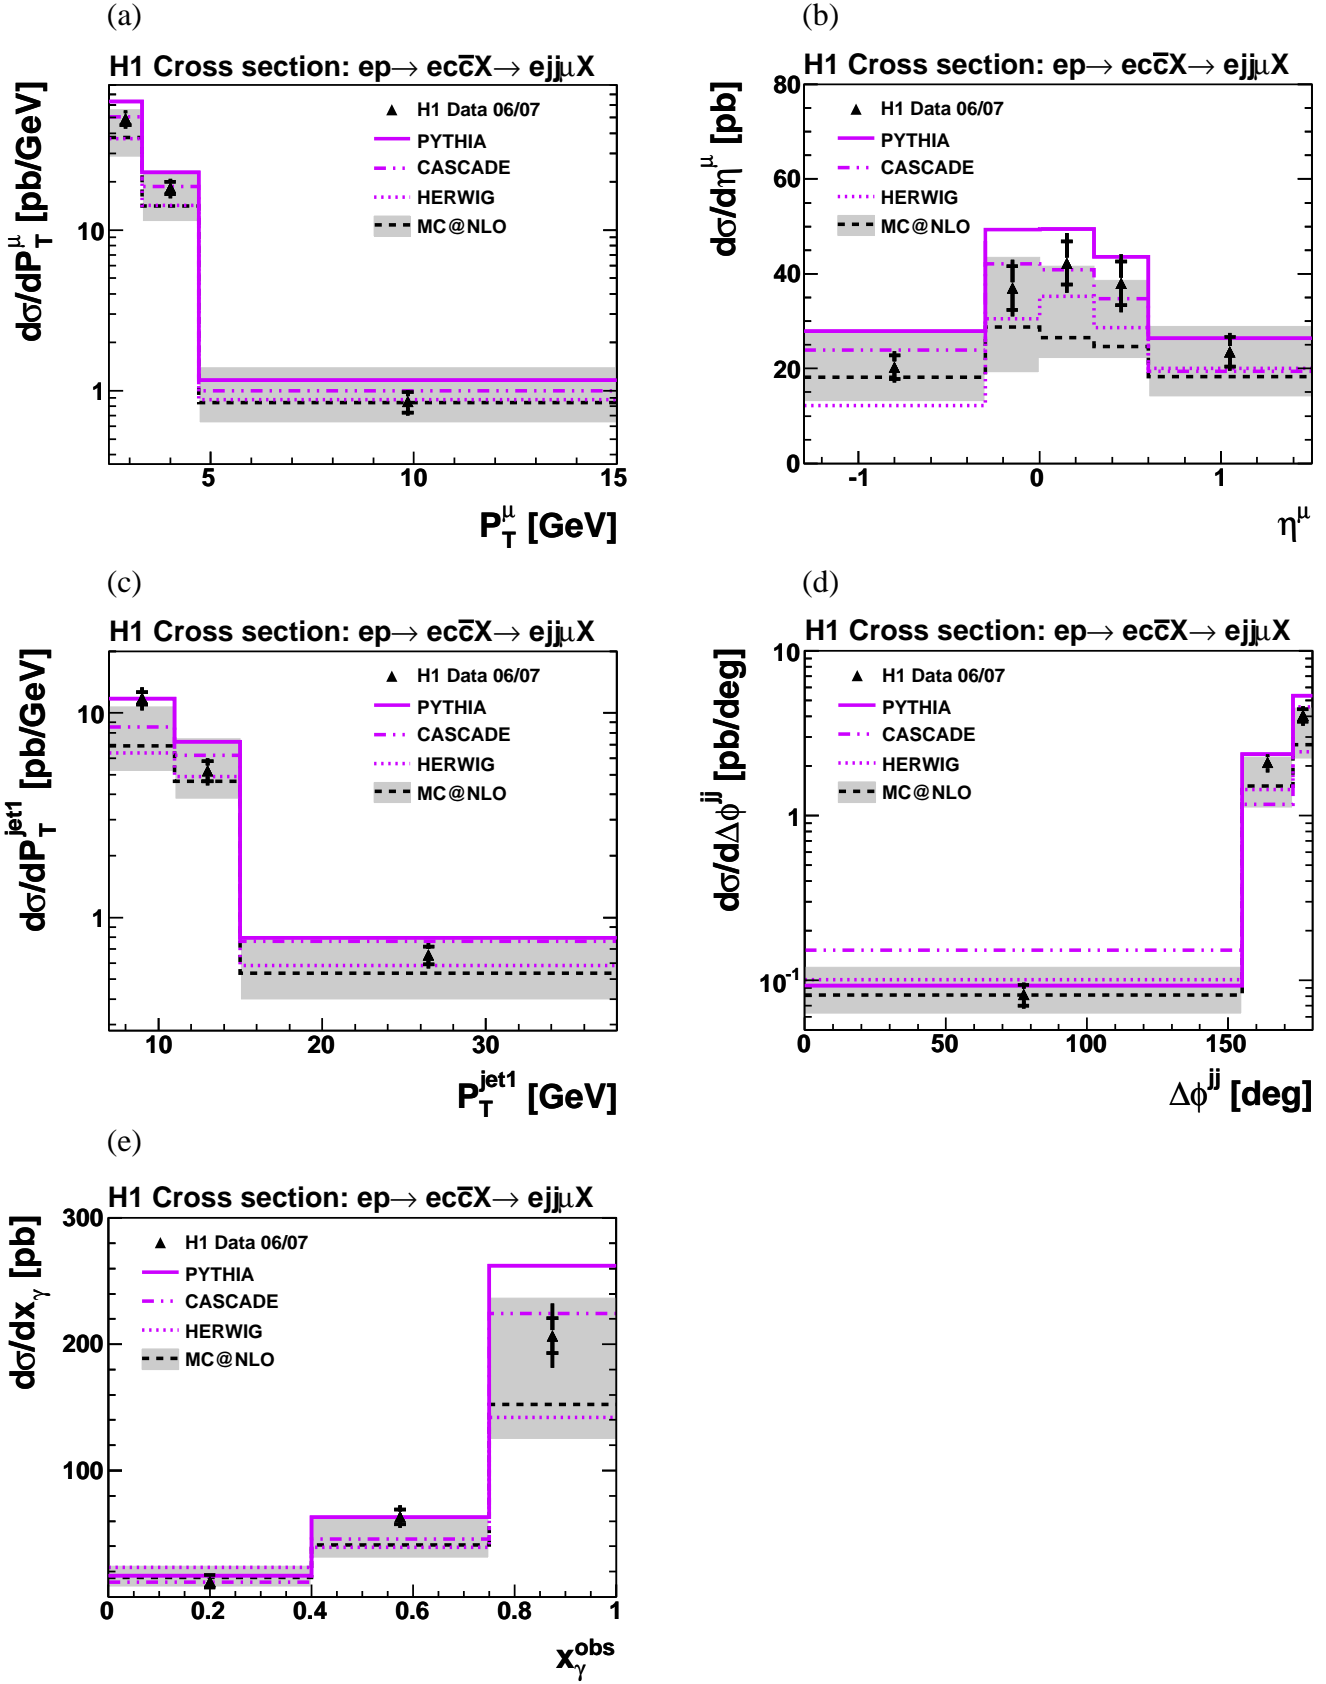 (a)
H1 Cross section: ep→ ecc̅X→ ejjμX
dσ/dP_T^μ [pb/GeV]
H1 Data 06/07
PYTHIA
CASCADE
HERWIG
MC@NLO
10
1
5 10 15
P_T^μ [GeV]
(b)
H1 Cross section: ep→ ecc̅X→ ejjμX
dσ/dη^μ [pb]
H1 Data 06/07
PYTHIA
CASCADE
HERWIG
MC@NLO
80
60
40
20
0
-1 0 1
η^μ
(c)
H1 Cross section: ep→ ecc̅X→ ejjμX
dσ/dP_T^jet1 [pb/GeV]
H1 Data 06/07
PYTHIA
CASCADE
HERWIG
MC@NLO
10
1
10 20 30
P_T^jet1 [GeV]
(d)
H1 Cross section: ep→ ecc̅X→ ejjμX
dσ/dΔϕ^jj [pb/deg]
H1 Data 06/07
PYTHIA
CASCADE
HERWIG
MC@NLO
10
1
10^-1
0 50 100 150
Δϕ^jj [deg]
(e)
H1 Cross section: ep→ ecc̅X→ ejjμX
dσ/dx_γ [pb]
H1 Data 06/07
PYTHIA
CASCADE
HERWIG
MC@NLO
300
200
100
0 0.2 0.4 0.6 0.8 1
x_γ^obs